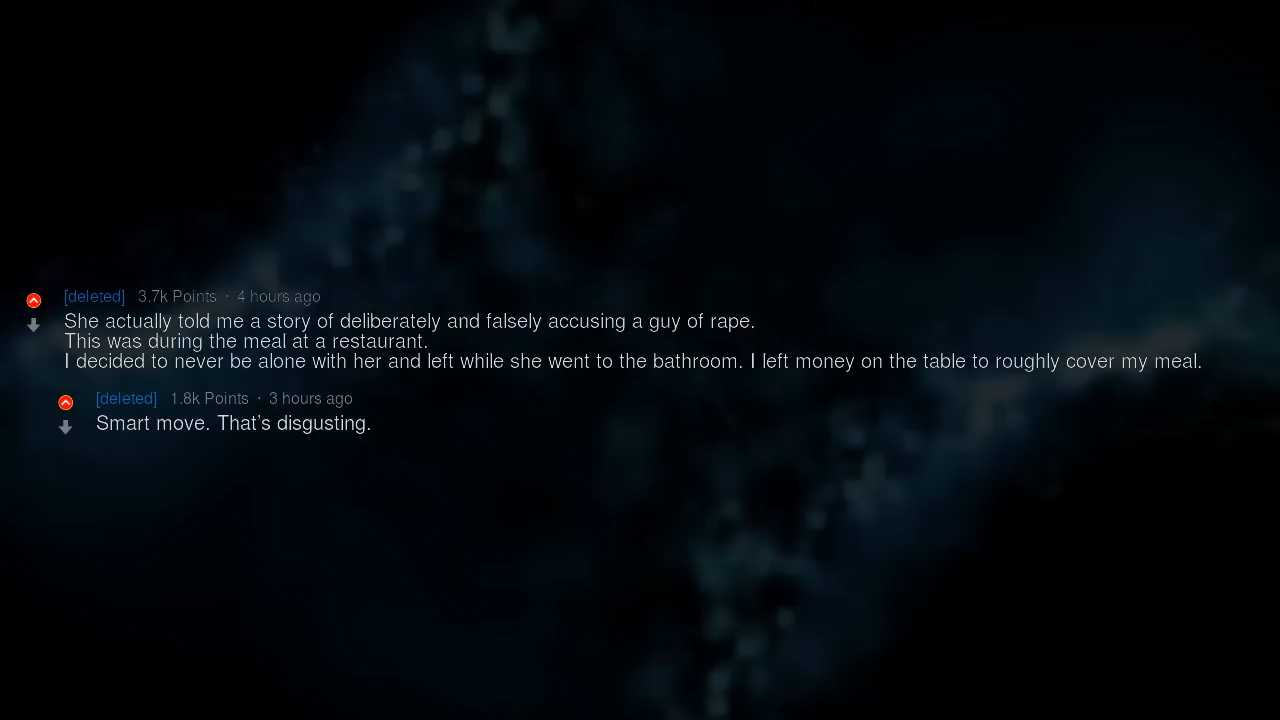 [deleted] 3.7k Points · 4 hours ago
She actually told me a story of deliberately and falsely accusing a guy of rape.
This was during the meal at a restaurant.
I decided to never be alone with her and left while she went to the bathroom. I left money on the table to roughly cover my meal.
[deleted] 1.8k Points · 3 hours ago
Smart move. That's disgusting.